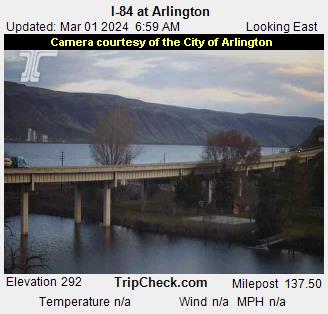 I-84 at Arlington
Updated: Mar 01 2024 6:59 AM Looking East
Camera courtesy of the City of Arlington
Elevation 292 TripCheck.com Milepost 137.50
Temperature n/a Wind n/a MPH n/a